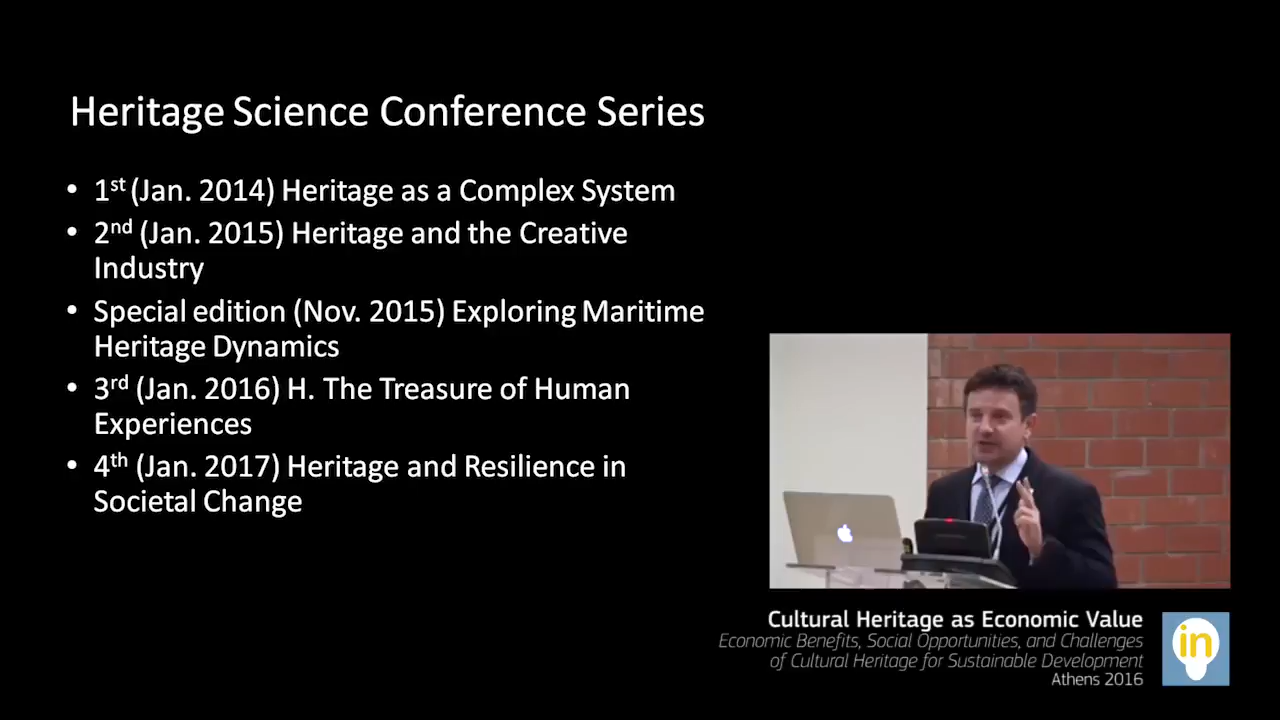 Heritage Science Conference Series
• 1st (Jan. 2014) Heritage as a Complex System
• 2nd (Jan. 2015) Heritage and the Creative
Industry
• Special edition (Nov. 2015) Exploring Maritime
Heritage Dynamics
• 3rd (Jan. 2016) H. The Treasure of Human
Experiences
• 4th (Jan. 2017) Heritage and Resilience in
Societal Change
Cultural Heritage as Economic Value
Economic Benefits, Social Opportunities, and Challenges
of Cultural Heritage for Sustainable Development
Athens 2016
in